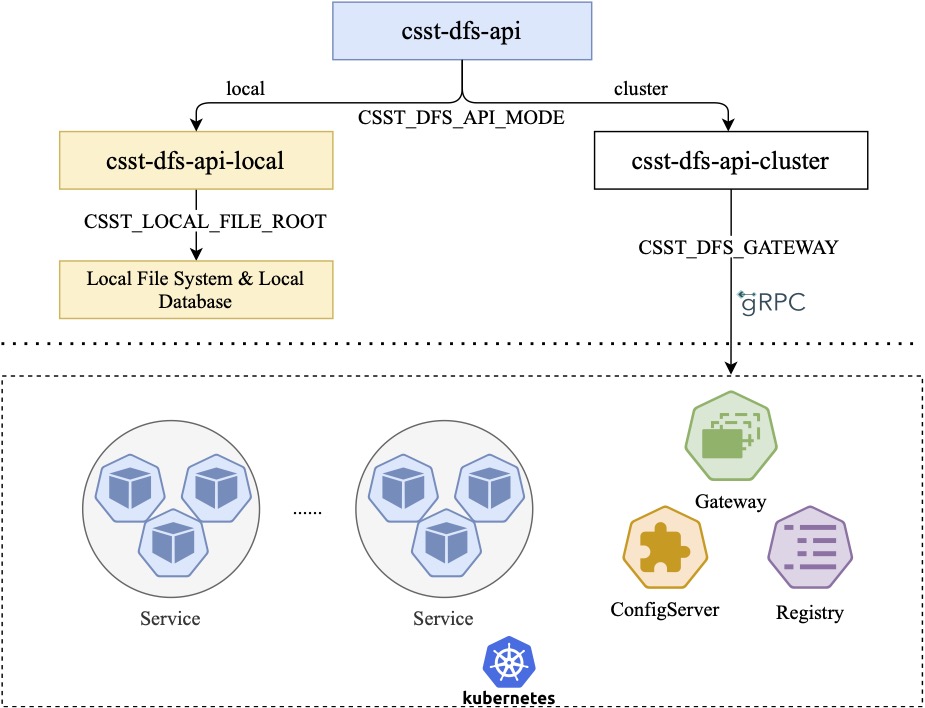 csst-dfs-api
local
cluster
CSST_DFS_API_MODE
csst-dfs-api-local
csst-dfs-api-cluster
CSST_LOCAL_FILE_ROOT
CSST_DFS_GATEWAY
Local File System & Local
Database
gRPC
Gateway
......
ConfigServer
Registry
Service
Service
kubernetes